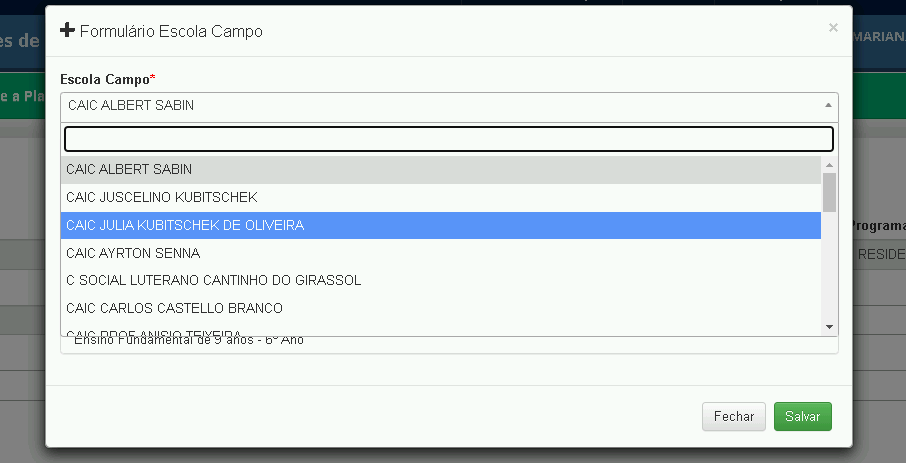 Formulário Escola Campo
×
es de
MARIAN
e a Pla
Escola Campo*
CAIC ALBERT SABIN
CAIC ALBERT SABIN
CAIC JUSCELINO KUBITSCHEK
CAIC JULIA KUBITSCHEK DE OLIVEIRA
CAIC AYRTON SENNA
C SOCIAL LUTERANO CANTINHO DO GIRASSOL
CAIC CARLOS CASTELLO BRANCO
CAIC PROF ANISIO TEIXEIRA
Ensino Fundamental de 9 anos - 6º Ano
Programa
RESIDE
Fechar
Salvar